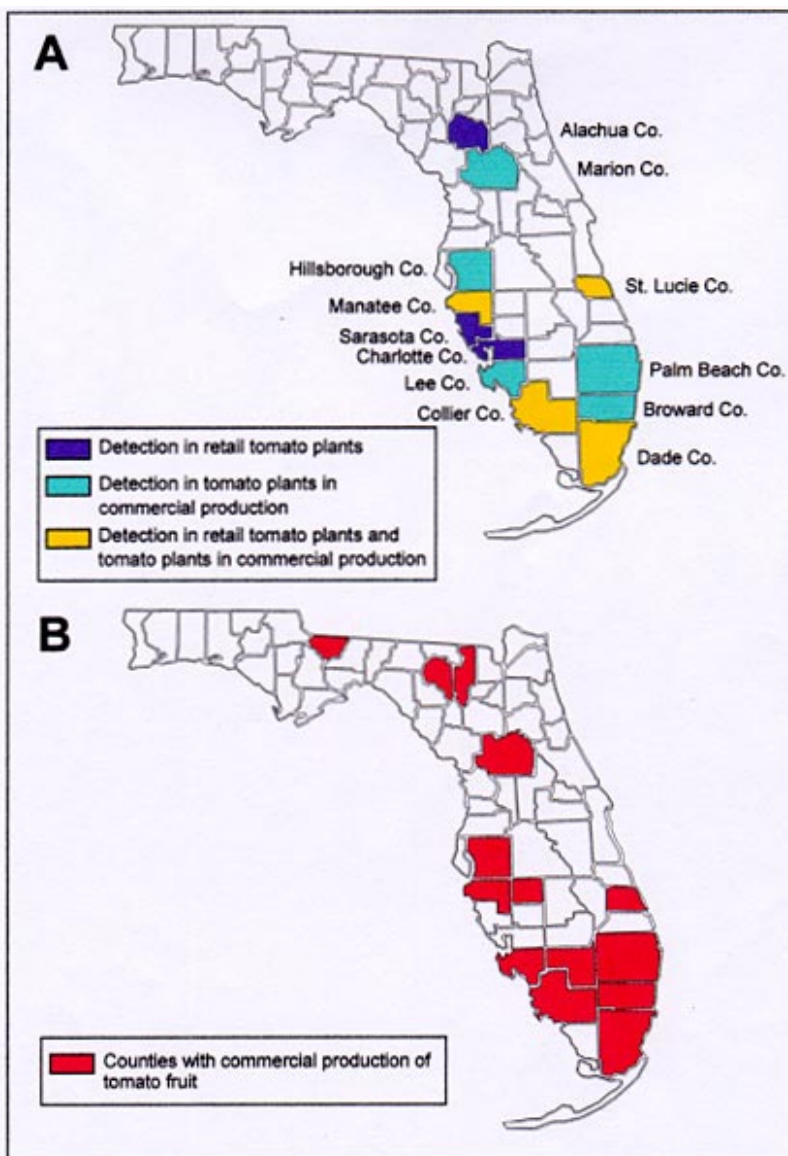 A
Alachua Co.
Marion Co.
Hillsborough Co.
St. Lucie Co.
Manatee Co.
Sarasota Co.
Charlotte Co.
Lee Co.
Palm Beach Co.
Collier Co.
Broward Co.
Dade Co.
Detection in retail tomato plants
Detection in tomato plants in
commercial production
Detection in retail tomato plants and
tomato plants in commercial production
B
Counties with commercial production of
tomato fruit